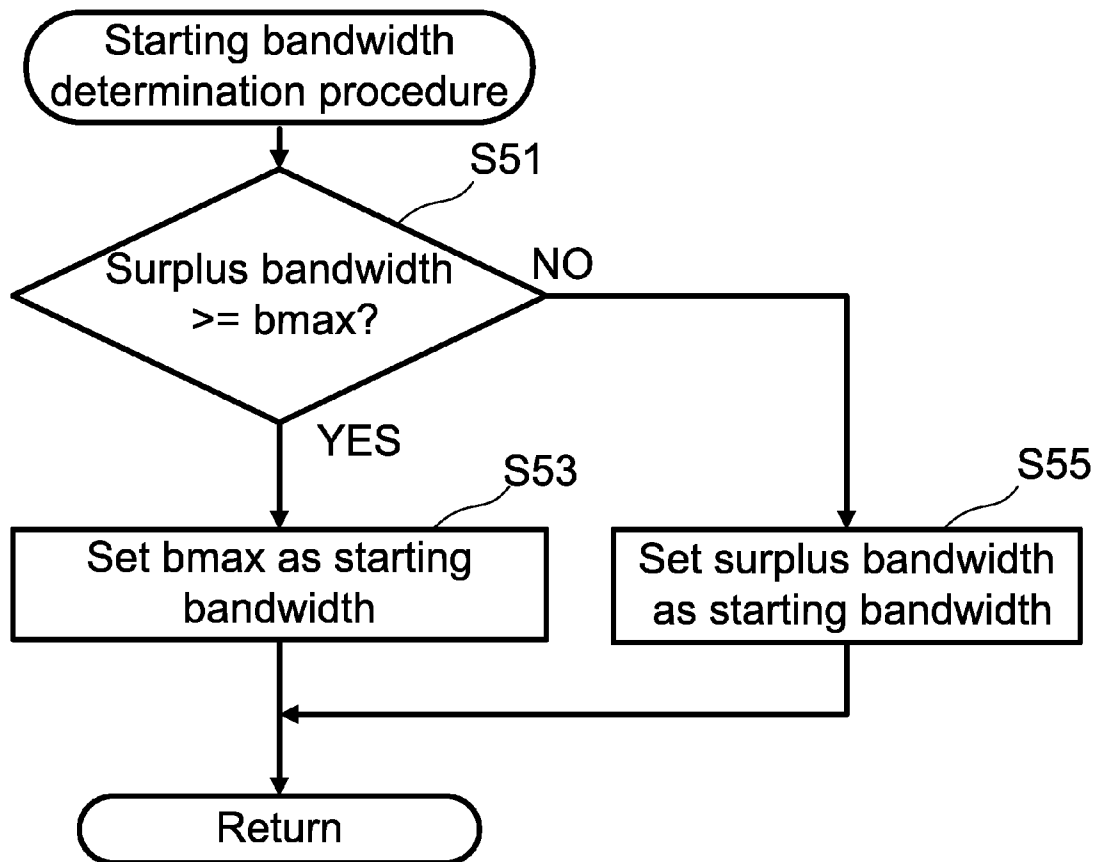 Starting bandwidth
determination procedure
S51
Surplus bandwidth
>= bmax?
NO
YES
S53
Set bmax as starting
bandwidth
S55
Set surplus bandwidth
as starting bandwidth
Return